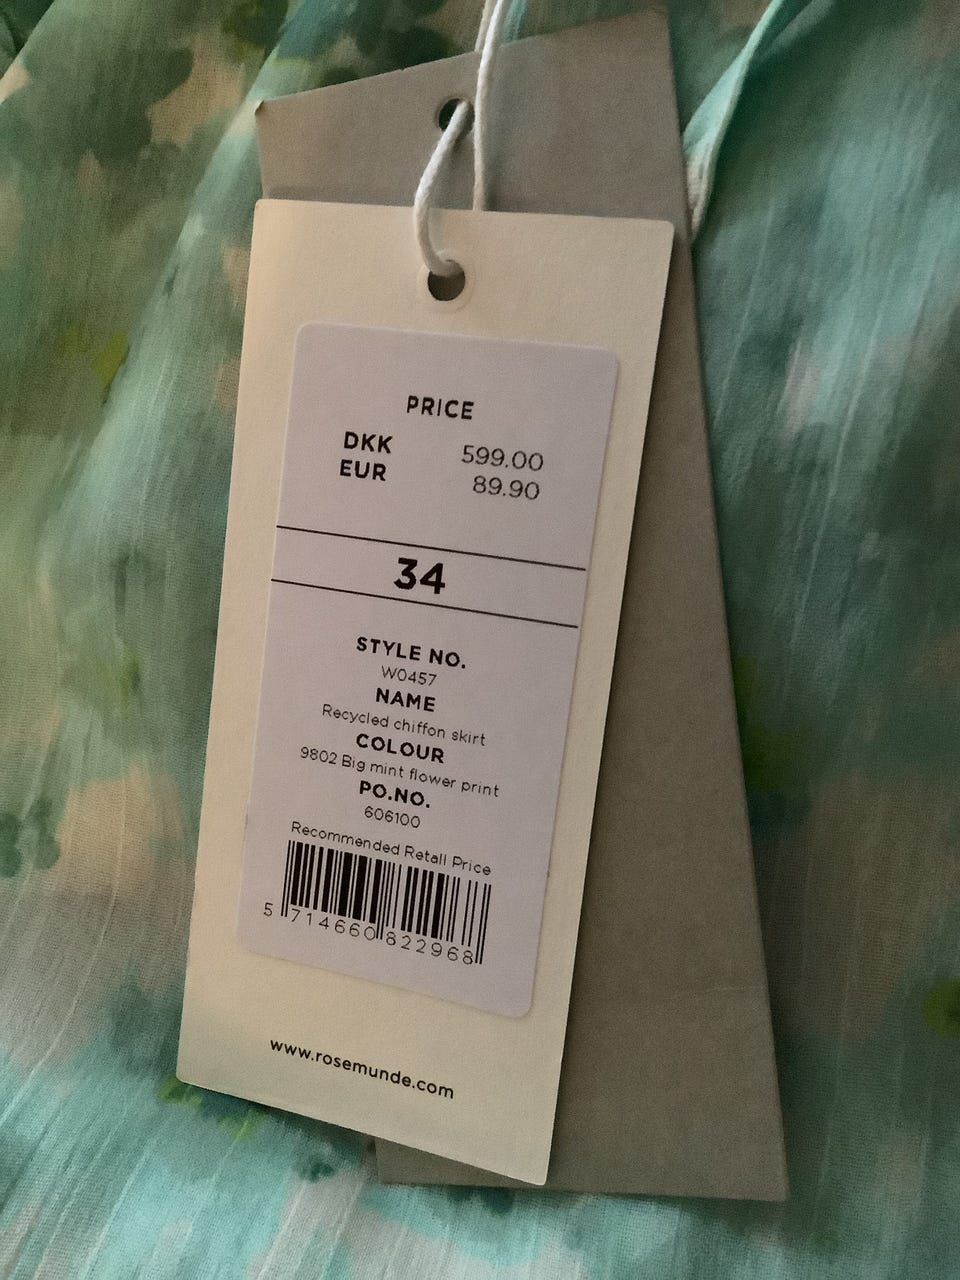 PRICE
DKK 599.00
EUR 89.90
34
STYLE NO.
W0457
NAME
Recycled chiffon skirt
COLOUR
9802 Big mint flower print
PO.NO.
606100
Recommended Retail Price
5 714660 822968
www.rosemunde.com